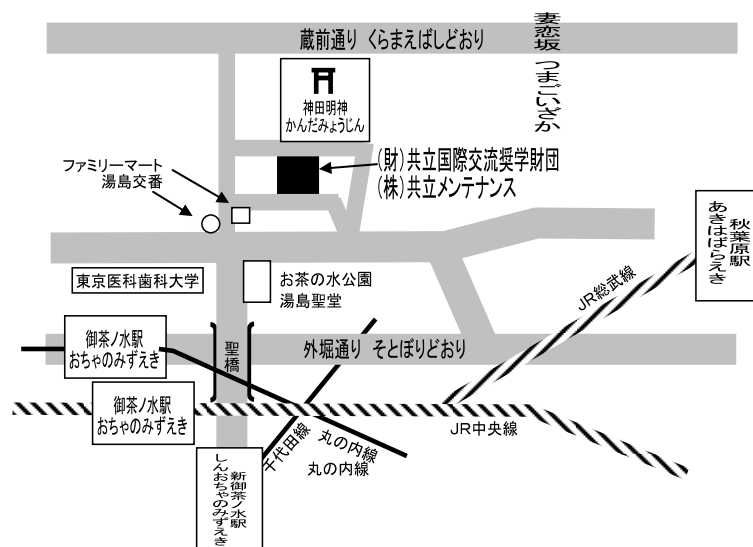 蔵前通り くらまえばしどおり
妻恋坂 つまごいざか
神田明神
かんだみょうじん
(財)共立国際交流奨学財団
(株)共立メンテナンス
ファミリーマート
湯島交番
秋葉原駅
あきはばらえき
東京医科歯科大学
お茶の水公園
湯島聖堂
JR総武線
御茶ノ水駅
おちゃのみずえき
聖橋
外堀通り そとぼりどおり
御茶ノ水駅
おちゃのみずえき
千代田線
丸の内線
丸の内線
JR中央線
新御茶ノ水駅
しんおちゃのみずえき